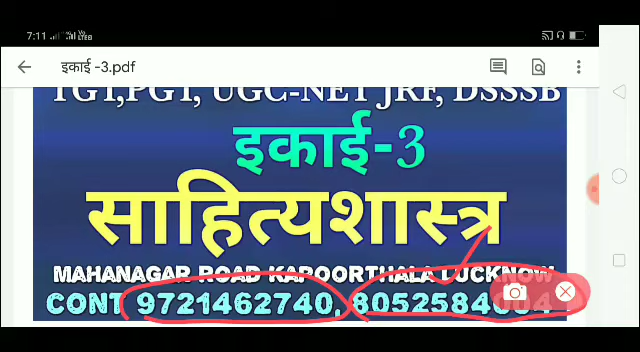 7:11
इकाई -3.pdf
TGT,PGT, UGC-NET JRF, DSSSB
इकाई-3
साहित्यशास्त्र
MAHANAGAR ROAD KAPOORTHALA LUCKNOW
CONT 9721462740,